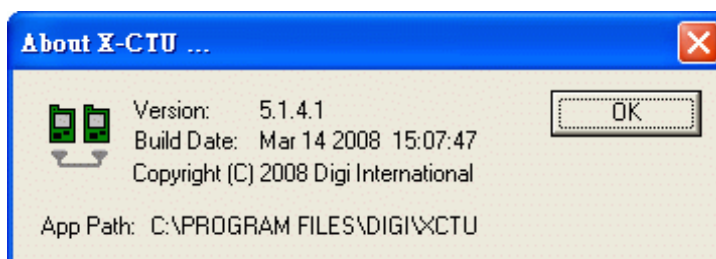 About X-CTU ...
Version: 5.1.4.1
OK
Build Date: Mar 14 2008 15:07:47
Copyright (C) 2008 Digi International
App Path: C:\PROGRAM FILES\DIGI\XCTU